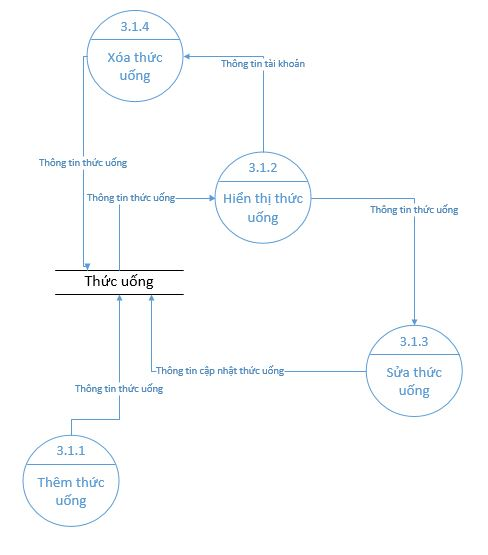 3.1.4
Xóa thức
uống
Thông tin tài khoản
Thông tin thức uống
3.1.2
Hiển thị thức
uống
Thông tin thức uống
Thông tin thức uống
Thức uống
3.1.3
Sửa thức
uống
Thông tin cập nhật thức uống
Thông tin thức uống
3.1.1
Thêm thức
uống